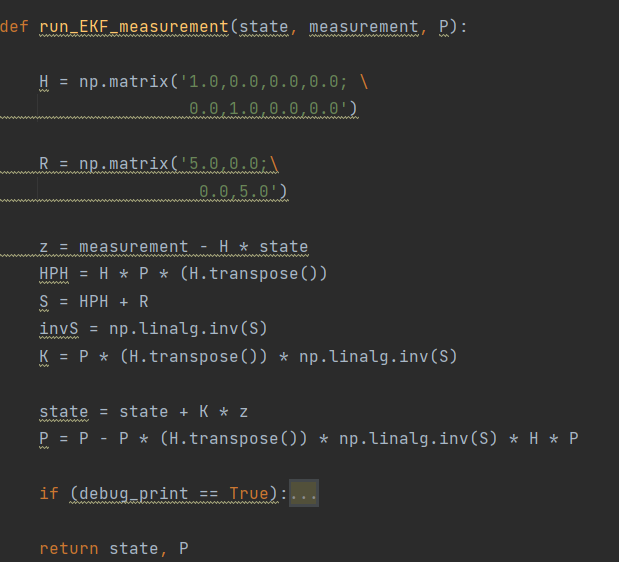 def run_EKF_measurement(state, measurement, P):
H = np.matrix('1.0,0.0,0.0,0.0; \
0.0,1.0,0.0,0.0')
R = np.matrix('5.0,0.0;\
0.0,5.0')
z = measurement - H * state
HPH = H * P * (H.transpose())
S = HPH + R
invS = np.linalg.inv(S)
K = P * (H.transpose()) * np.linalg.inv(S)
state = state + K * z
P = P - P * (H.transpose()) * np.linalg.inv(S) * H * P
if (debug_print == True):...
return state, P